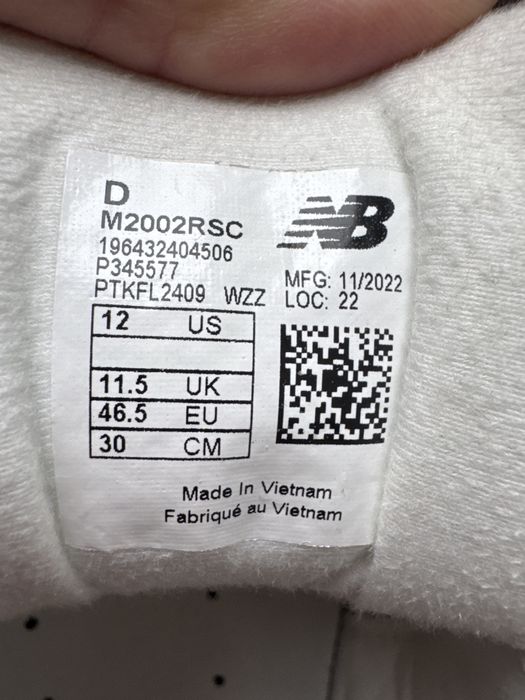 D
M2002RSC
196432404506
P345577
PTKFL2409 WZZ
NB
MFG: 11/2022
LOC: 22
12 US
11.5 UK
46.5 EU
30 CM
Made In Vietnam
Fabriqué au Vietnam